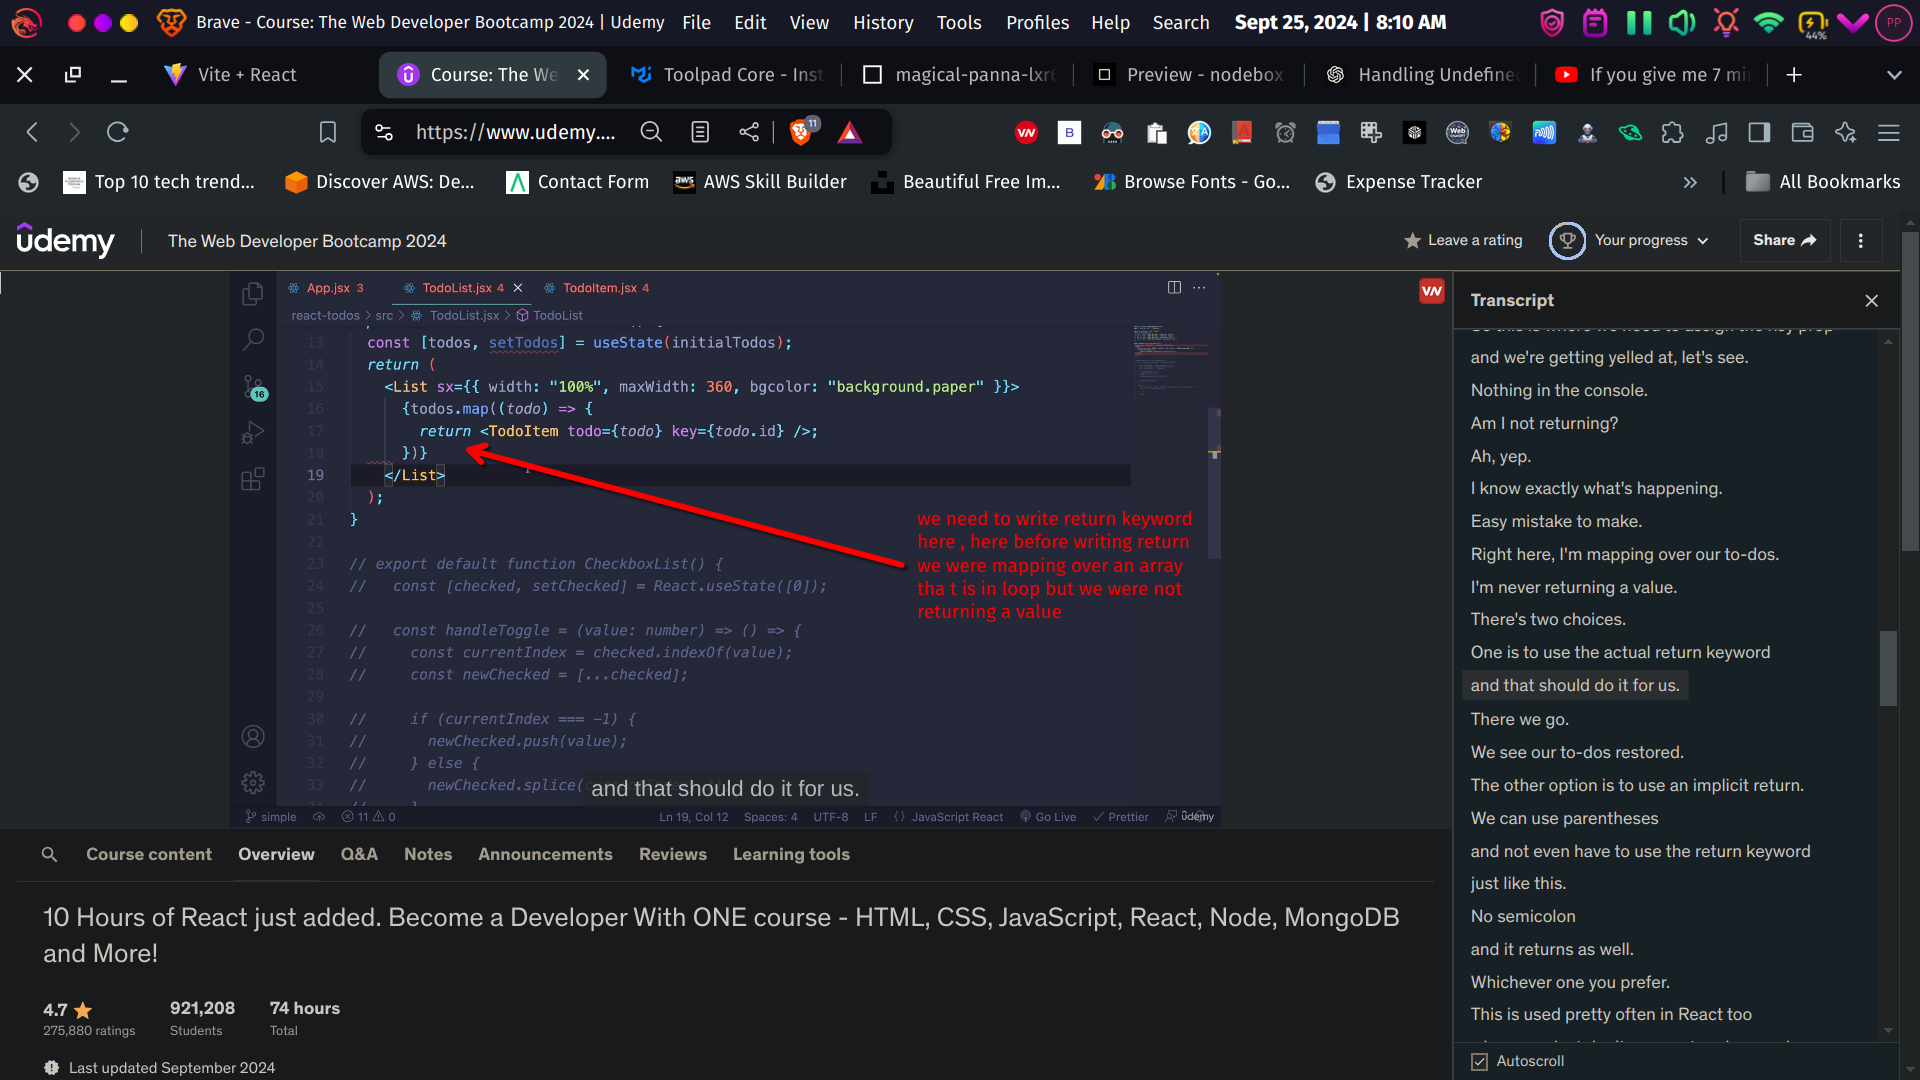 Brave - Course: The Web Developer Bootcamp 2024 | Udemy File Edit View History Tools Profiles Help Search Sept 25, 2024 | 8:10 AM 44% PP
Vite + React Course: The We Toolpad Core - Inst magical-panna-lxr Preview - nodebox Handling Undefine If you give me 7 mi
https://www.udemy.... 11
Top 10 tech trend... Discover AWS: De... Contact Form AWS Skill Builder Beautiful Free Im... Browse Fonts - Go... Expense Tracker » All Bookmarks
udemy The Web Developer Bootcamp 2024 Leave a rating Your progress Share
App.jsx 3 TodoList.jsx 4 TodoItem.jsx 4
react-todos > src > TodoList.jsx > TodoList
13 const [todos, setTodos] = useState(initialTodos);
14 return (
15 <List sx={{ width: "100%", maxWidth: 360, bgcolor: "background.paper" }}>
16 {todos.map((todo) => {
17 return <TodoItem todo={todo} key={todo.id} />;
18 })}
19 </List>
20 );
21 }
22
23 // export default function CheckboxList() {
24 // const [checked, setChecked] = React.useState([0]);
25
26 // const handleToggle = (value: number) => () => {
27 // const currentIndex = checked.indexOf(value);
28 // const newChecked = [...checked];
29
30 // if (currentIndex === -1) {
31 // newChecked.push(value);
32 // } else {
33 // newChecked.splice(
16
we need to write return keyword
here , here before writing return
we were mapping over an array
tha t is in loop but we were not
returning a value
and that should do it for us.
simple 11 0 Ln 19, Col 12 Spaces: 4 UTF-8 LF {} JavaScript React Go Live Prettier udemy
Transcript
and we're getting yelled at, let's see.
Nothing in the console.
Am I not returning?
Ah, yep.
I know exactly what's happening.
Easy mistake to make.
Right here, I'm mapping over our to-dos.
I'm never returning a value.
There's two choices.
One is to use the actual return keyword
and that should do it for us.
There we go.
We see our to-dos restored.
The other option is to use an implicit return.
We can use parentheses
and not even have to use the return keyword
just like this.
No semicolon
and it returns as well.
Whichever one you prefer.
This is used pretty often in React too
Autoscroll
Course content Overview Q&A Notes Announcements Reviews Learning tools
10 Hours of React just added. Become a Developer With ONE course - HTML, CSS, JavaScript, React, Node, MongoDB
and More!
4.7 921,208 74 hours
275,880 ratings Students Total
Last updated September 2024